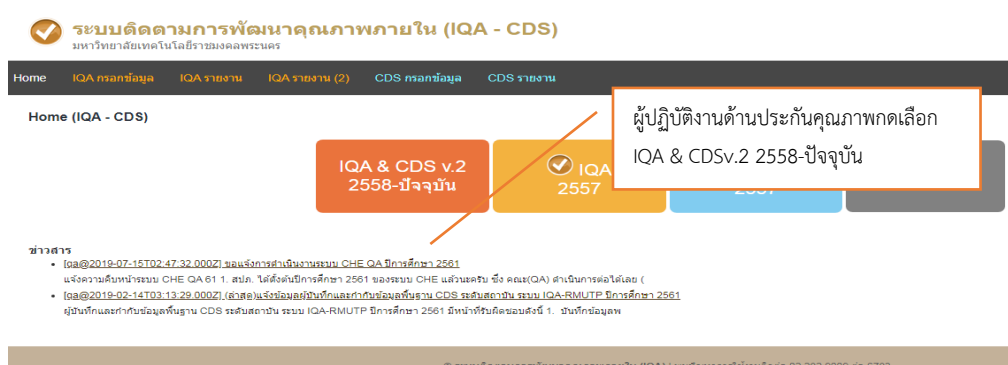 ระบบติดตามการพัฒนาคุณภาพภายใน (IQA - CDS)
มหาวิทยาลัยเทคโนโลยีราชมงคลพระนคร
Home IQA กรอกข้อมูล IQA รายงาน IQA รายงาน (2) CDS กรอกข้อมูล CDS รายงาน
Home (IQA - CDS)
ผู้ปฏิบัติงานด้านประกันคุณภาพกดเลือก
IQA & CDSv.2 2558-ปัจจุบัน
IQA & CDS v.2
2558-ปัจจุบัน
IQA
2557
ข่าวสาร
[qa@2019-07-15T02:47:32.000Z] ขอแจ้งการดำเนินงานระบบ CHE QA ปีการศึกษา 2561
แจ้งความคืบหน้าระบบ CHE QA 61 1. สปภ. ได้ตั้งต้นปีการศึกษา 2561 ของระบบ CHE แล้วนะครับ ซึ่ง คณะ(QA) ดำเนินการต่อได้เลย (
[qa@2019-02-14T03:13:29.000Z] (ล่าสุด)แจ้งข้อมูลผู้บันทึกและกำกับข้อมูลพื้นฐาน CDS ระดับสถาบัน ระบบ IQA-RMUTP ปีการศึกษา 2561
ผู้บันทึกและกำกับข้อมูลพื้นฐาน CDS ระดับสถาบัน ระบบ IQA-RMUTP ปีการศึกษา 2561 มีหน้าที่รับผิดชอบดังนี้ 1. บันทึกข้อมูลพ